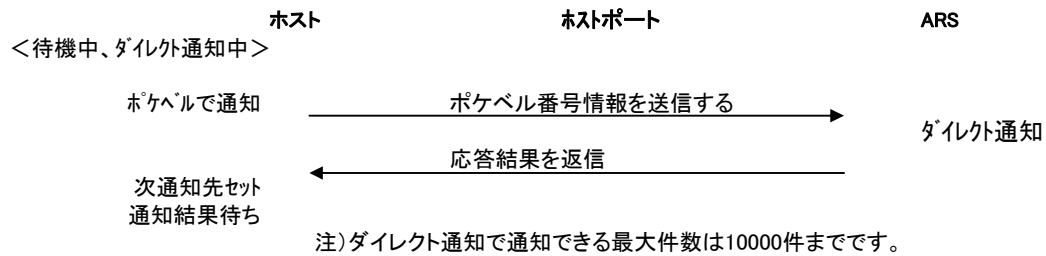 ホスト ﾎｽﾄポート ARS
＜待機中、ﾀﾞｲﾚｸﾄ通知中＞
ﾎﾟｹﾍﾞﾙで通知 ポケベル番号情報を送信する
ﾀﾞｲﾚｸﾄ通知
応答結果を返信
次通知先ｾｯﾄ
通知結果待ち
注）ダイレクト通知で通知できる最大件数は10000件までです。